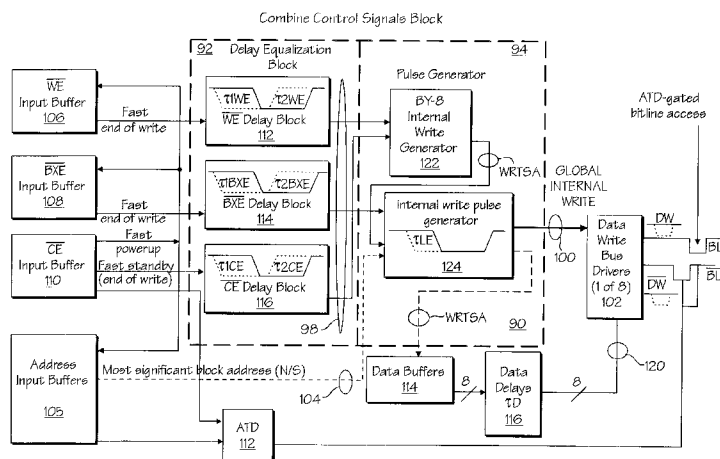 Combine Control Signals Block
92
Delay Equalization
Block
94
Pulse Generator
WE
Input Buffer
106
Fast
end of write
τ1WE
τ2WE
WE Delay Block
112
BY-8
Internal
Write
Generator
122
WRTSA
ATD-gated
bitline access
BXE
Input Buffer
108
Fast
end of write
τ1BXE
τ2BXE
BXE Delay Block
114
Internal write pulse
generator
τLE
124
GLOBAL
INTERNAL
WRITE
100
Data
Write
Bus
Drivers
(1 of 8)
102
DW
BL
BL
DW
CE
Input Buffer
110
Fast
powerup
Fast standby
(end of write)
τ1CE
τ2CE
CE Delay Block
116
98
WRTSA
90
120
Address
Input Buffers
105
Most significant block address (N/S)
104
Data Buffers
114
8
Data
Delays
τD
116
8
ATD
112